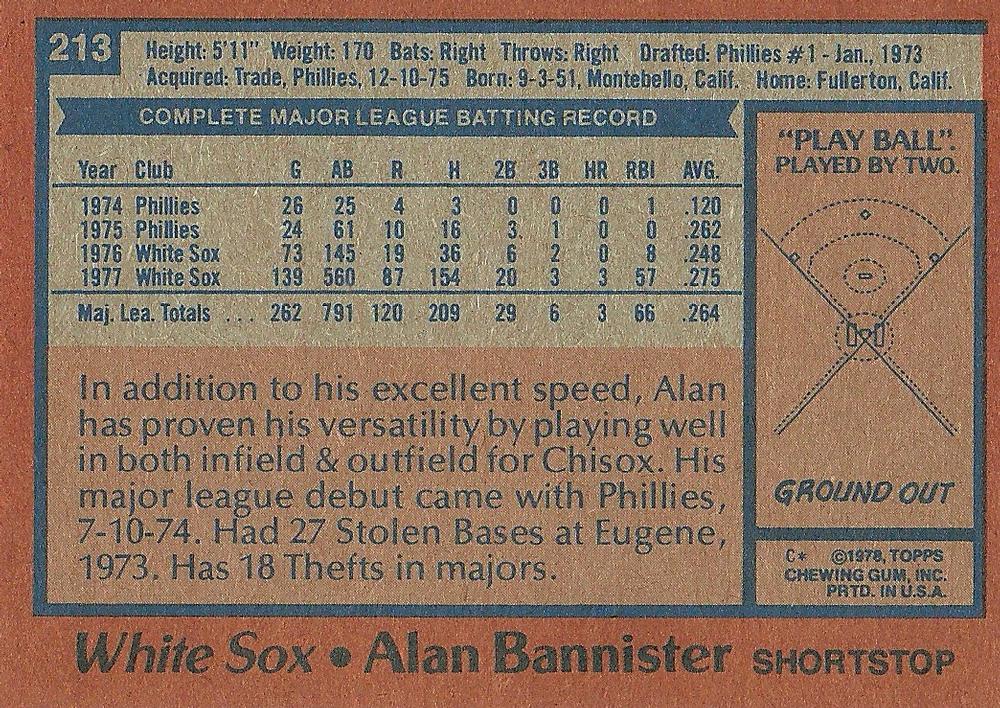 213
Height: 5'11" Weight: 170 Bats: Right Throws: Right Drafted: Phillies #1 - Jan., 1973
Acquired: Trade, Phillies, 12-10-75 Born: 9-3-51, Montebello, Calif. Home: Fullerton, Calif.
COMPLETE MAJOR LEAGUE BATTING RECORD
Year Club G AB R H 2B 3B HR RBI AVG.
1974 Phillies 26 25 4 3 0 0 0 1 .120
1975 Phillies 24 61 10 16 3 1 0 0 .262
1976 White Sox 73 145 19 36 6 2 0 8 .248
1977 White Sox 139 560 87 154 20 3 3 57 .275
Maj. Lea. Totals ... 262 791 120 209 29 6 3 66 .264
In addition to his excellent speed, Alan
has proven his versatility by playing well
in both infield & outfield for Chisox. His
major league debut came with Phillies,
7-10-74. Had 27 Stolen Bases at Eugene,
1973. Has 18 Thefts in majors.
"PLAY BALL".
PLAYED BY TWO.
GROUND OUT
C* ©1978, TOPPS
CHEWING GUM, INC.
PRTD. IN U.S.A.
White Sox • Alan Bannister SHORTSTOP